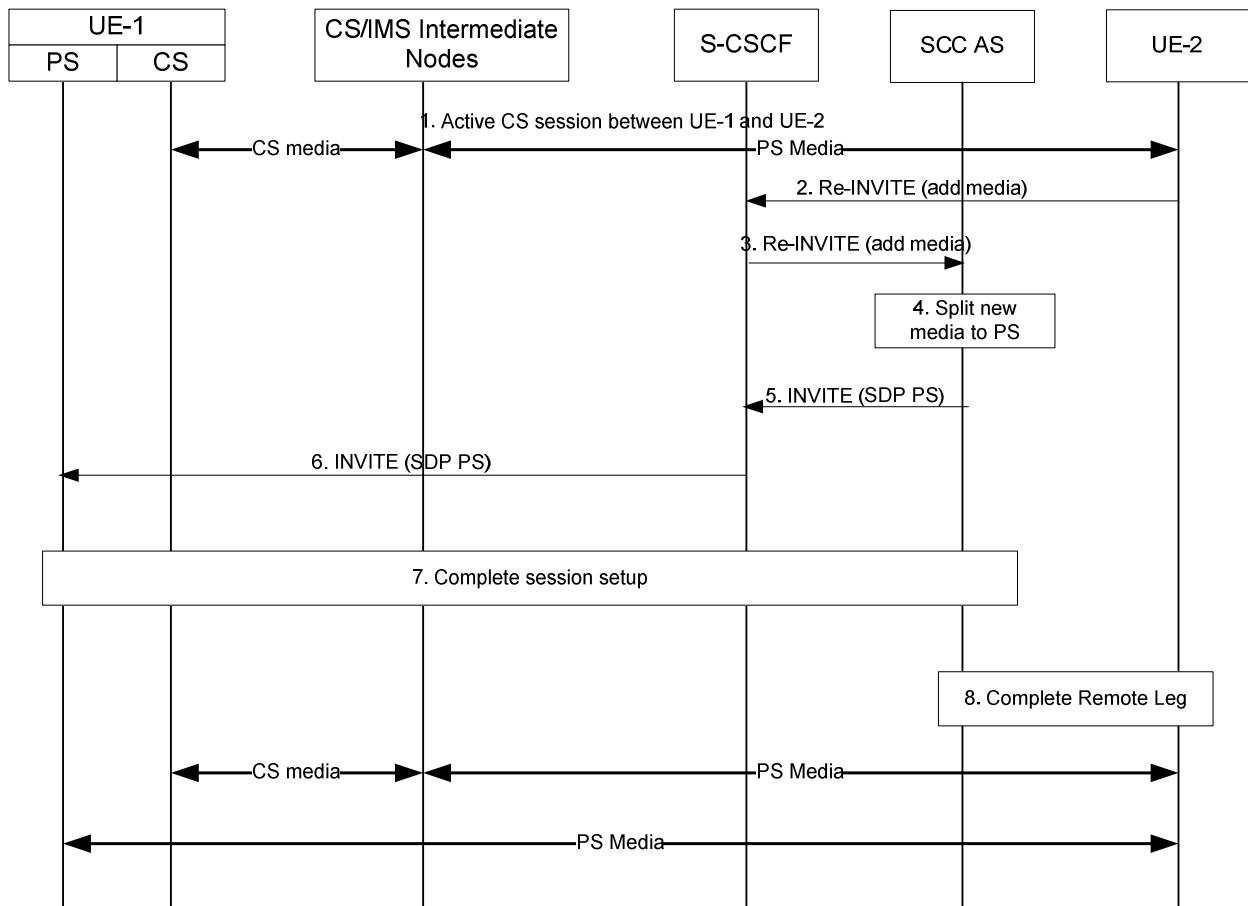 UE-1
PS
CS
CS/IMS Intermediate
Nodes
S-CSCF
SCC AS
UE-2
1. Active CS session between UE-1 and UE-2
CS media
PS Media
2. Re-INVITE (add media)
3. Re-INVITE (add media)
4. Split new
media to PS
5. INVITE (SDP PS)
6. INVITE (SDP PS)
7. Complete session setup
8. Complete Remote Leg
CS media
PS Media
PS Media